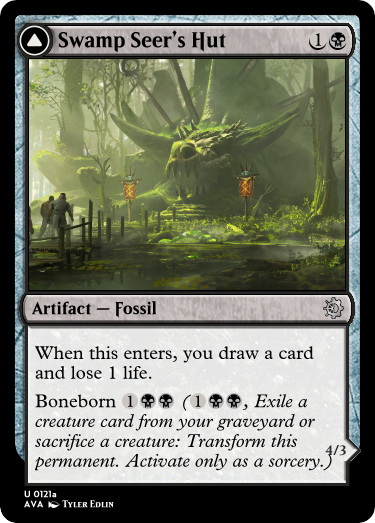 Swamp Seer's Hut 1
Artifact — Fossil
When this enters, you draw a card
and lose 1 life.
Boneborn 1 (1, Exile a
creature card from your graveyard or
sacrifice a creature: Transform this
permanent. Activate only as a sorcery.)
4/3
U 0121a
AVA Tyler Edlin